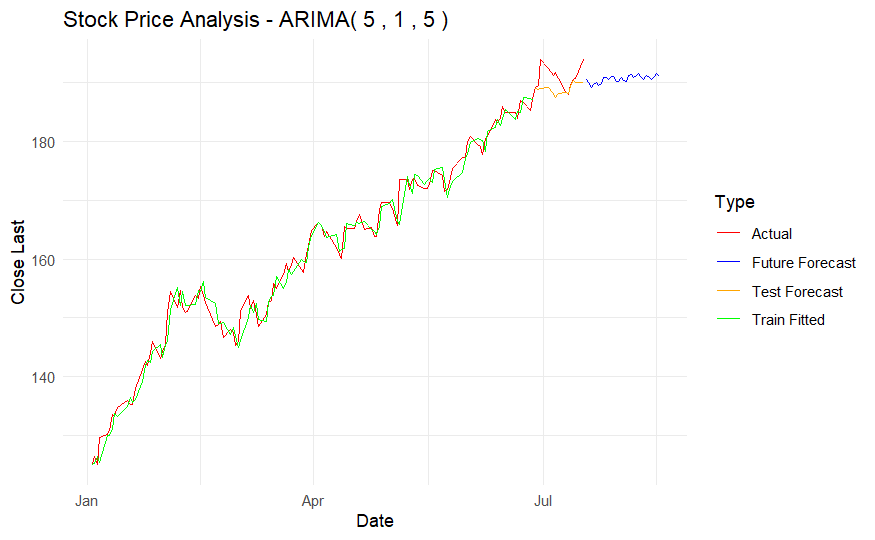 Stock Price Analysis - ARIMA( 5 , 1 , 5 )
Close Last
180
160
140
Jan
Apr
Jul
Date
Type
Actual
Future Forecast
Test Forecast
Train Fitted